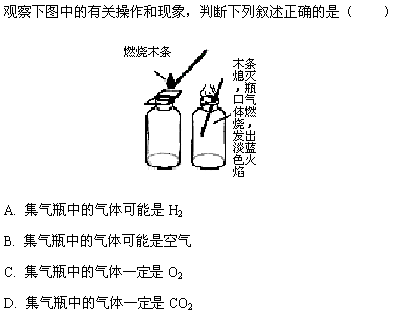 观察下图中的有关操作和现象，判断下列叙述正确的是（　　）
燃烧木条
木条熄灭，瓶口气体燃烧，发出淡蓝色火焰
A. 集气瓶中的气体可能是 H₂
B. 集气瓶中的气体可能是空气
C. 集气瓶中的气体一定是 O₂
D. 集气瓶中的气体一定是 CO₂